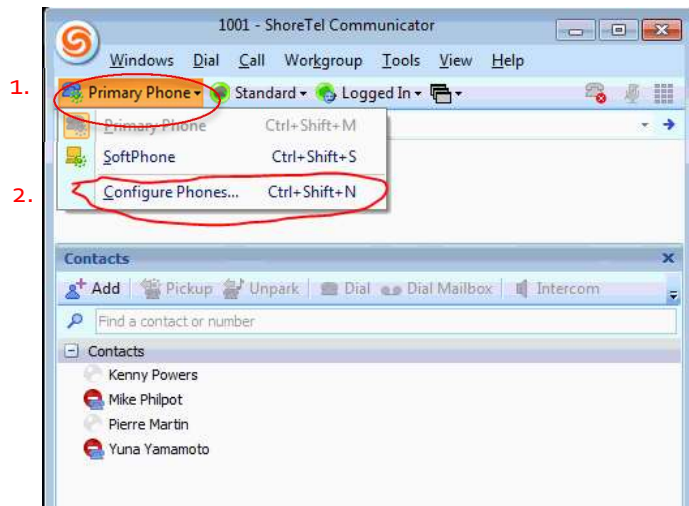 1001 - ShoreTel Communicator
Windows Dial Call Workgroup Tools View Help
1. Primary Phone Standard Logged In
Primary Phone Ctrl+Shift+M
SoftPhone Ctrl+Shift+S
2. Configure Phones... Ctrl+Shift+N
Contacts
Add Pickup Unpark Dial Dial Mailbox Intercom
Find a contact or number
Contacts
Kenny Powers
Mike Philpot
Pierre Martin
Yuna Yamamoto